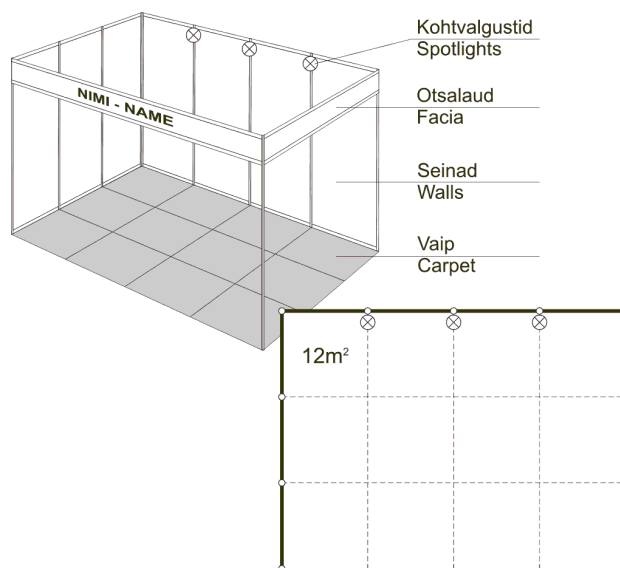 Kohtvalgustid
Spotlights
NIMI - NAME
Otsalaud
Facia
Seinad
Walls
Vaip
Carpet
12m²